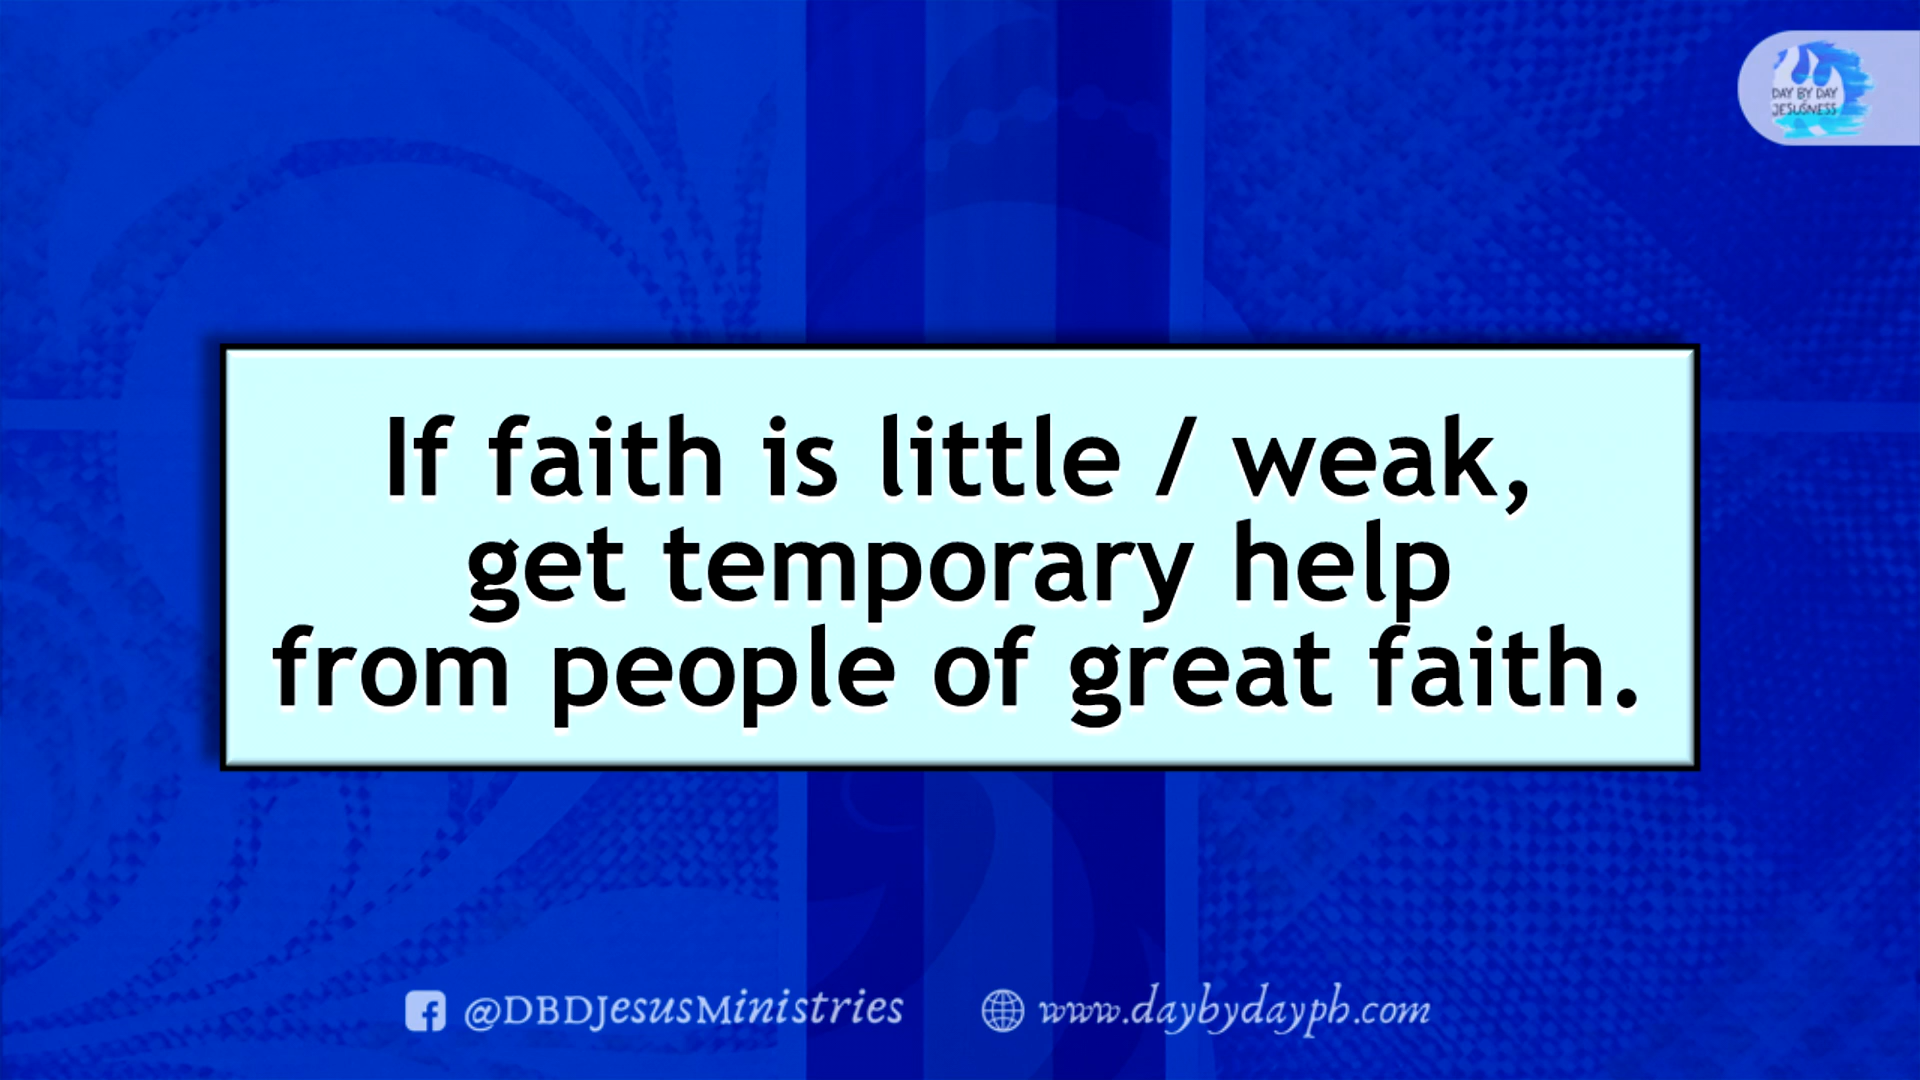 DAY BY DAY
JESUSNESS
If faith is little / weak,
get temporary help
from people of great faith.
@DBDJesusMinistries
www.daybydayph.com